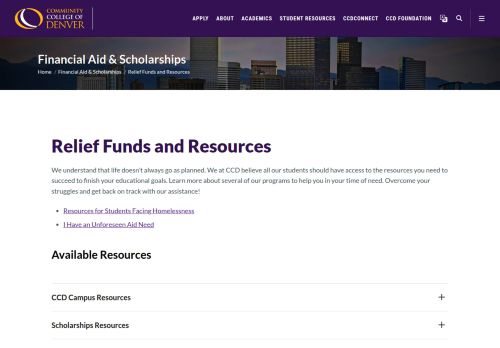 COMMUNITY
COLLEGE OF
DENVER
APPLY ABOUT ACADEMICS STUDENT RESOURCES CCDCONNECT CCD FOUNDATION
Financial Aid & Scholarships
Home / Financial Aid & Scholarships / Relief Funds and Resources
Relief Funds and Resources
We understand that life doesn't always go as planned. We at CCD believe all our students should have access to the resources you need to
succeed to finish your educational goals. Learn more about several of our programs to help you in your time of need. Overcome your
struggles and get back on track with our assistance!
• Resources for Students Facing Homelessness
• I Have an Unforeseen Aid Need
Available Resources
CCD Campus Resources +
Scholarships Resources +